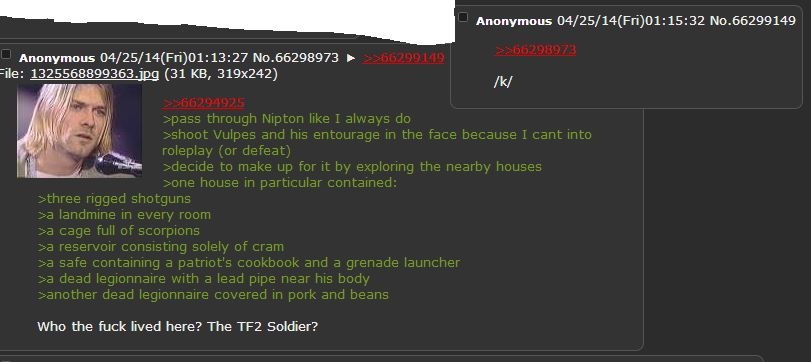 Anonymous 04/25/14(Fri)01:13:27 No.66298973 ► >>66299149
File: 1325568899363.jpg (31 KB, 319x242)
>>66294925
>pass through Nipton like I always do
>shoot Vulpes and his entourage in the face because I cant into
roleplay (or defeat)
>decide to make up for it by exploring the nearby houses
>one house in particular contained:
>three rigged shotguns
>a landmine in every room
>a cage full of scorpions
>a reservoir consisting solely of cram
>a safe containing a patriot's cookbook and a grenade launcher
>a dead legionnaire with a lead pipe near his body
>another dead legionnaire covered in pork and beans
Who the fuck lived here? The TF2 Soldier?
Anonymous 04/25/14(Fri)01:15:32 No.66299149
>>66298973
/k/